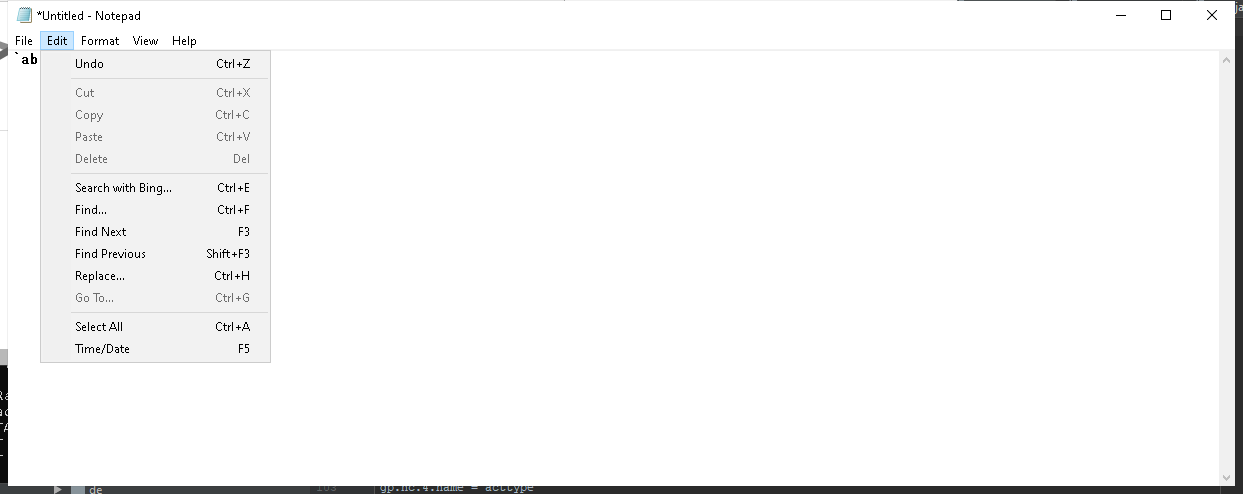 *Untitled - Notepad
File Edit Format View Help
`ab
Undo Ctrl+Z
Cut Ctrl+X
Copy Ctrl+C
Paste Ctrl+V
Delete Del
Search with Bing... Ctrl+E
Find... Ctrl+F
Find Next F3
Find Previous Shift+F3
Replace... Ctrl+H
Go To... Ctrl+G
Select All Ctrl+A
Time/Date F5
de
gp.nc.4.name = acttype